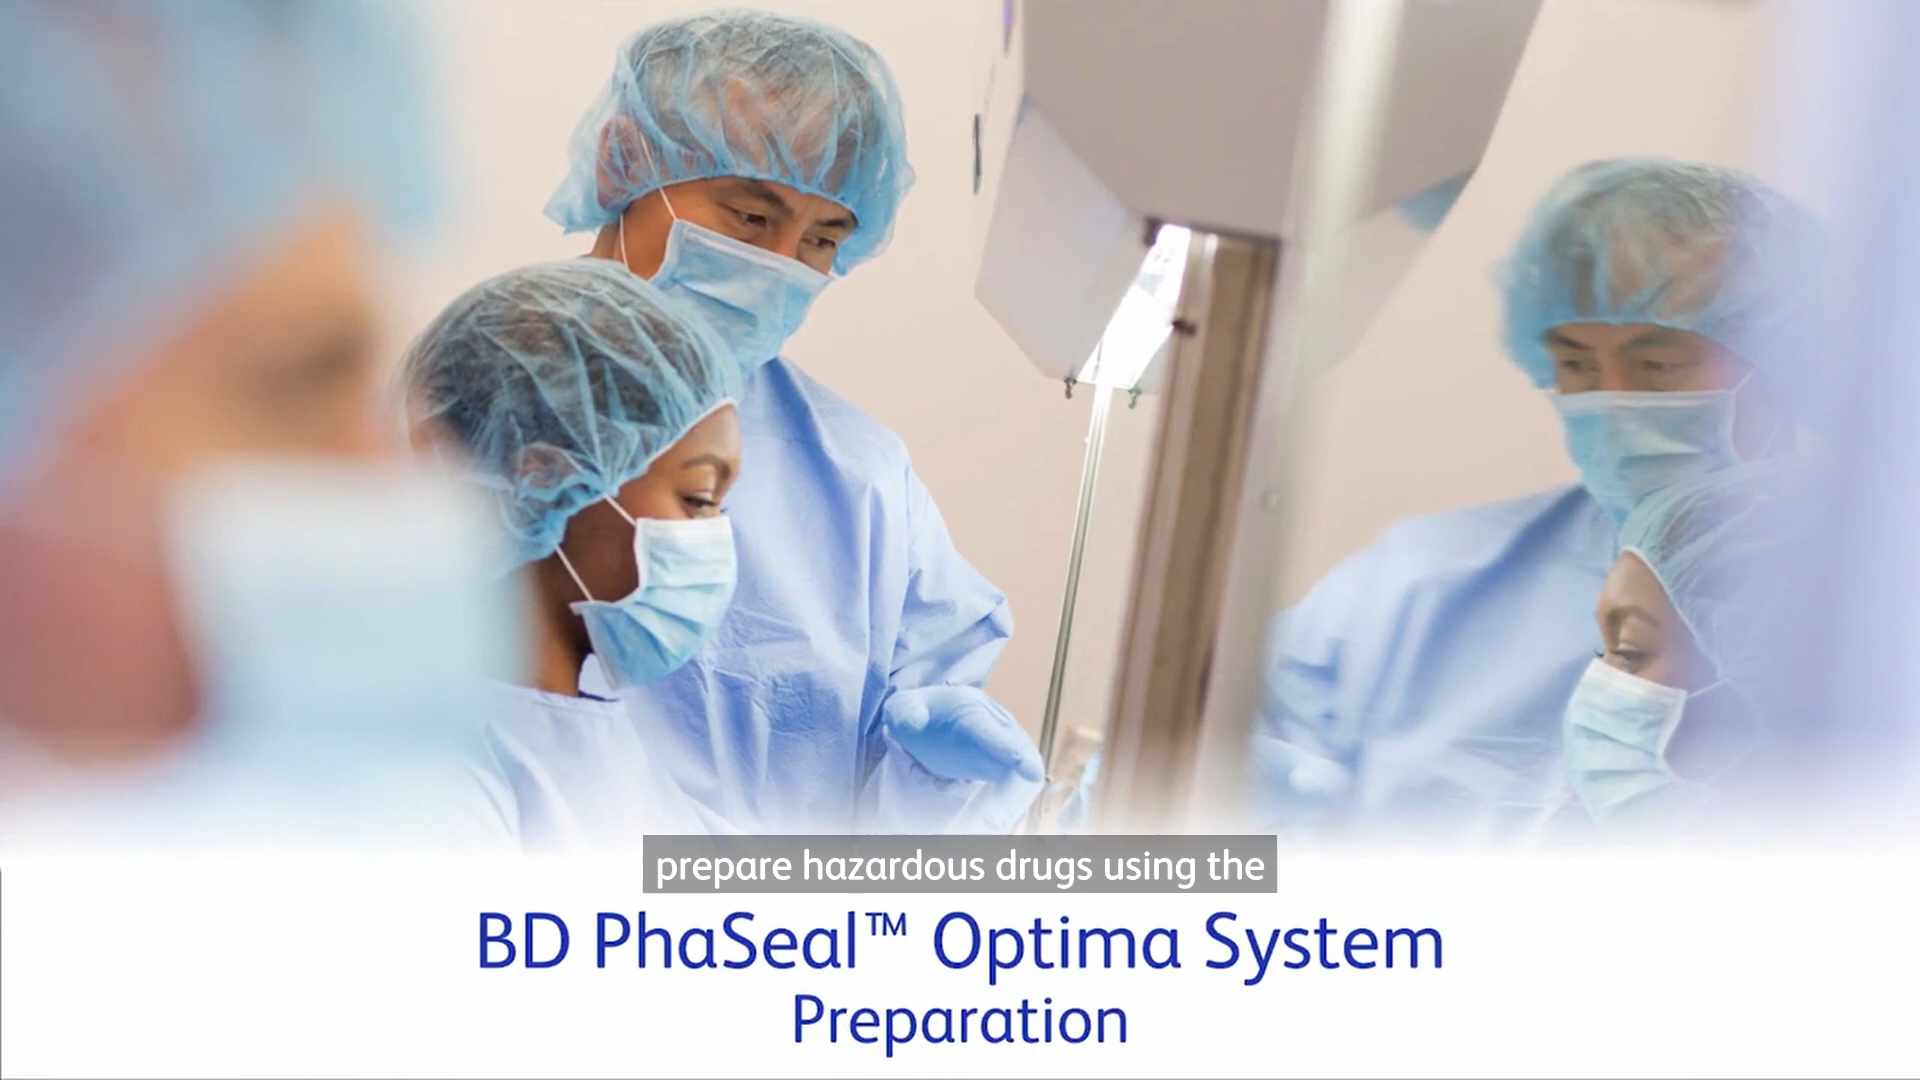 prepare hazardous drugs using the
BD PhaSeal™ Optima System
Preparation